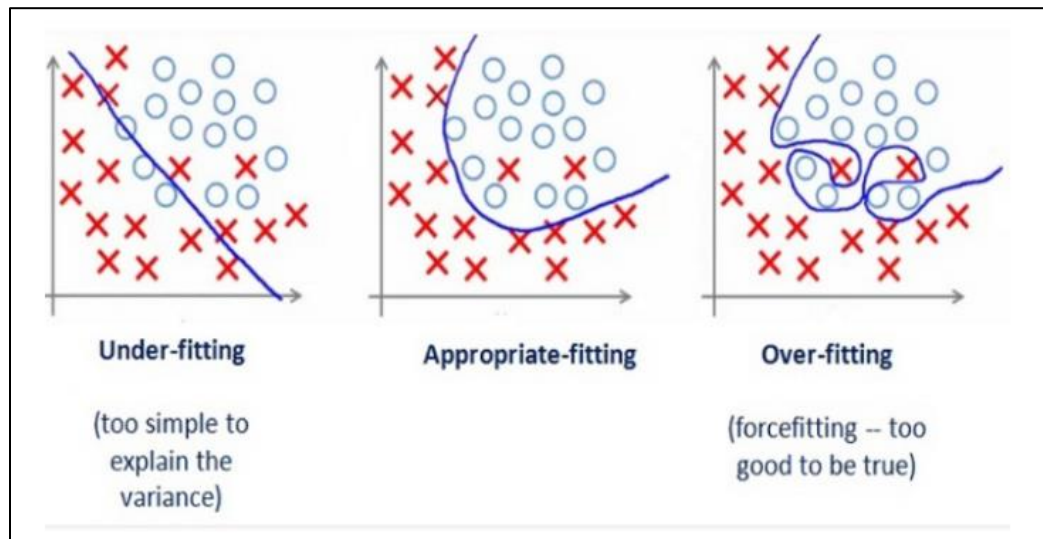 Under-fitting
Appropriate-fitting
Over-fitting
(too simple to
explain the
variance)
(forcefitting -- too
good to be true)